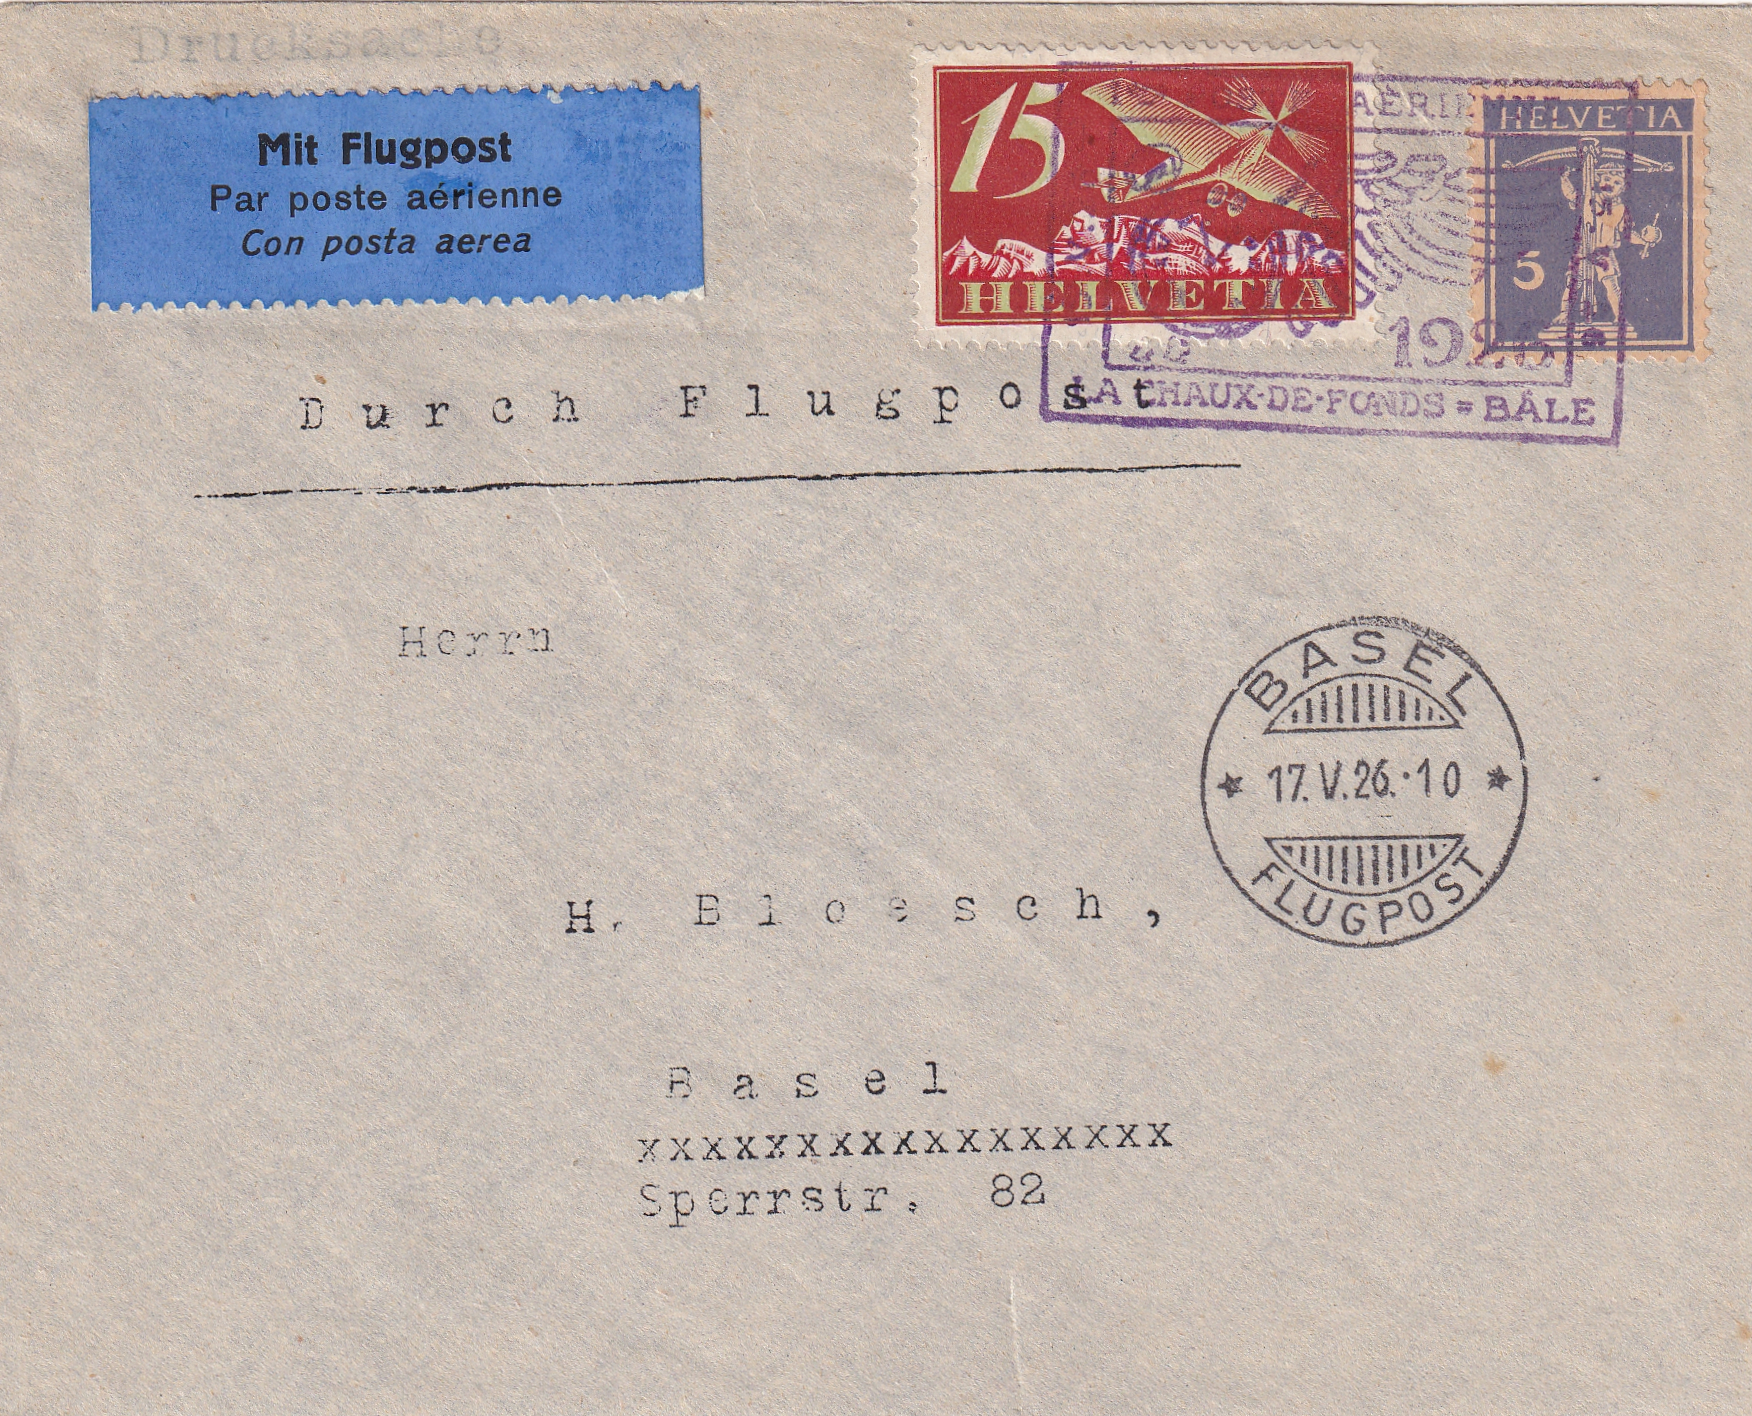 Drucksache.
Mit Flugpost
Par poste aérienne
Con posta aerea
15
HELVETIA
HELVETIA
5
AÉRIENNE
1926
LA CHAUX-DE-FONDS = BÂLE
Durch Flugpost
Herrn
BASEL
17.V.26.·10
FLUGPOST
H. Bloesch,
Basel
xxxxxxxxxxxxxxxxx
Sperrstr. 82